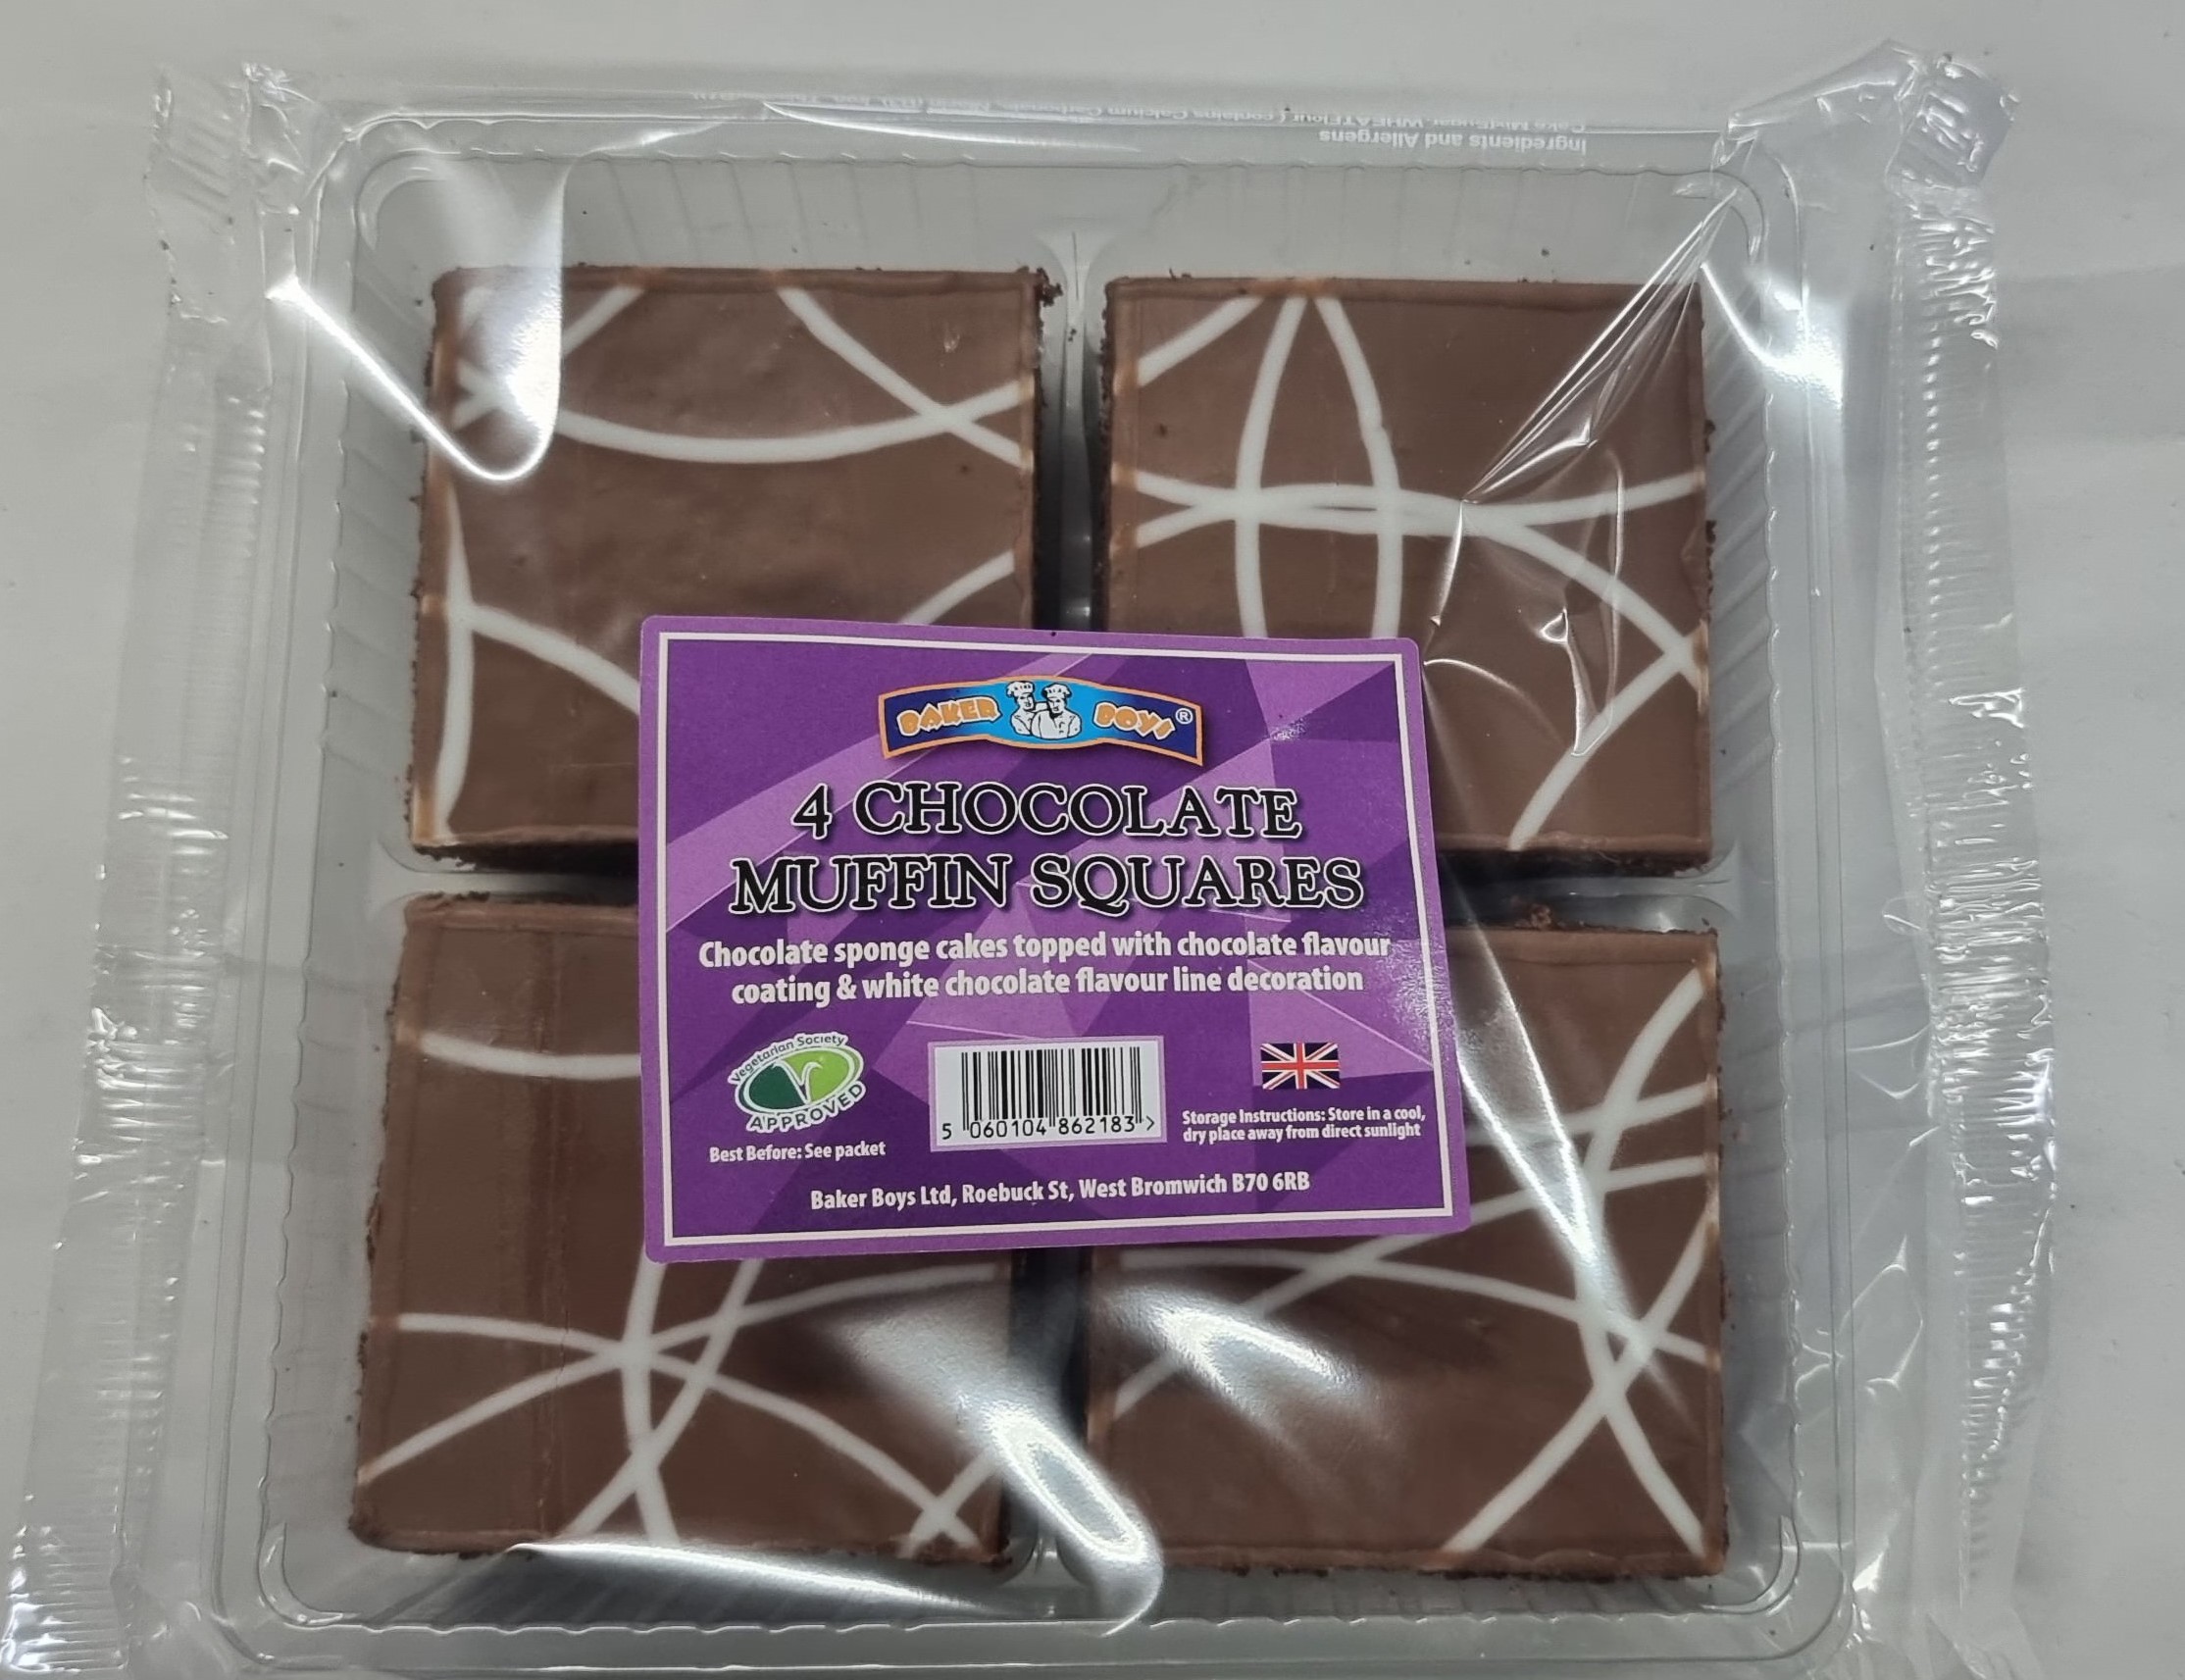 Ingredients and Allergens
BAKER BOYS®
4 CHOCOLATE
MUFFIN SQUARES
Chocolate sponge cakes topped with chocolate flavour
coating & white chocolate flavour line decoration
Vegetarian Society
APPROVED
Best Before: See packet
5 060104 862183 >
Storage Instructions: Store in a cool,
dry place away from direct sunlight
Baker Boys Ltd, Roebuck St, West Bromwich B70 6RB